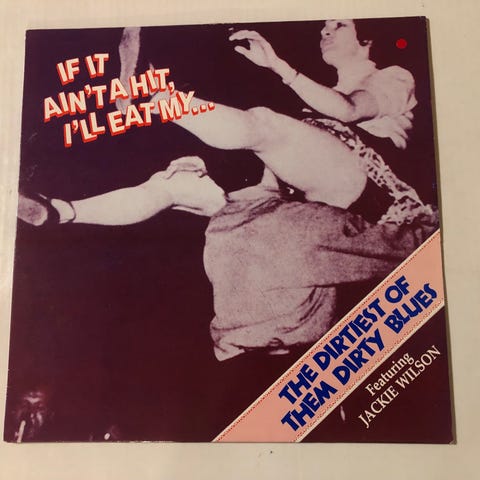 IF IT
AIN'T A HIT,
I'LL EAT MY...
THE DIRTIEST OF
THEM DIRTY BLUES
Featuring
JACKIE WILSON